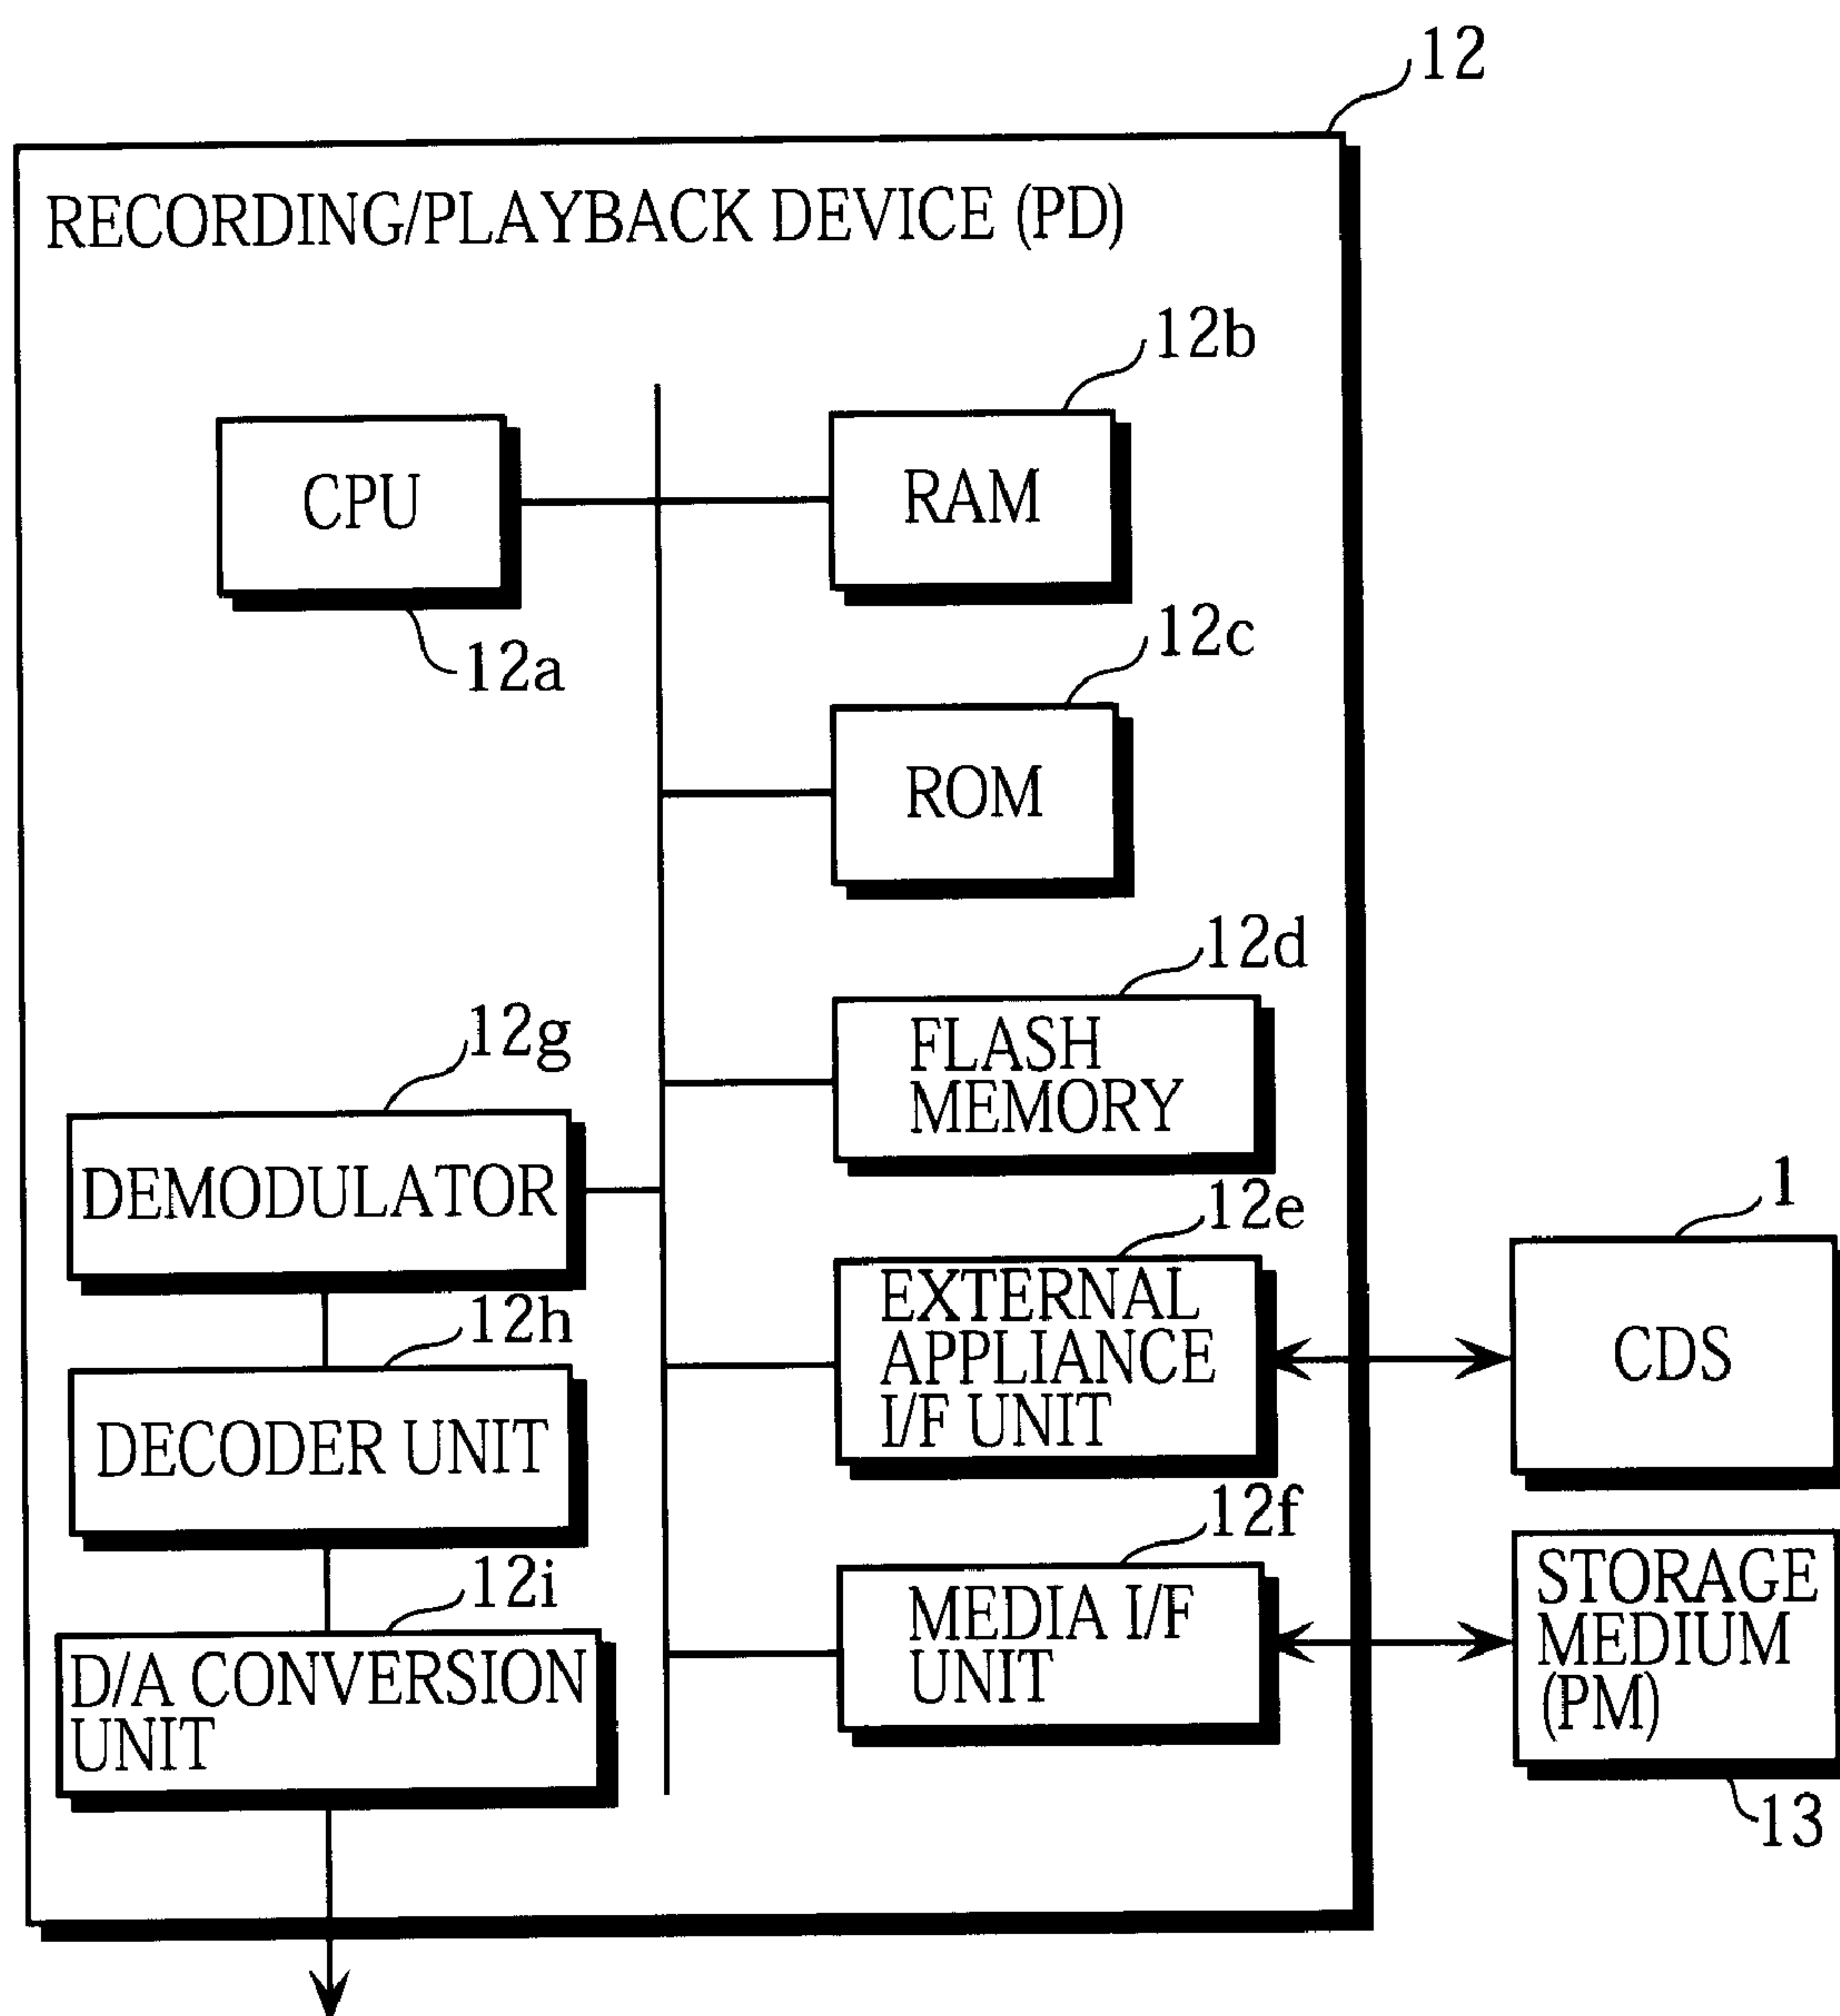 12
RECORDING/PLAYBACK DEVICE (PD)
12b
CPU
RAM
12a
12c
ROM
12d
FLASH
MEMORY
12g
DEMODULATOR
12e
1
EXTERNAL
APPLIANCE
I/F UNIT
CDS
12h
DECODER UNIT
12f
MEDIA I/F
UNIT
STORAGE
MEDIUM
(PM)
12i
D/A CONVERSION
UNIT
13